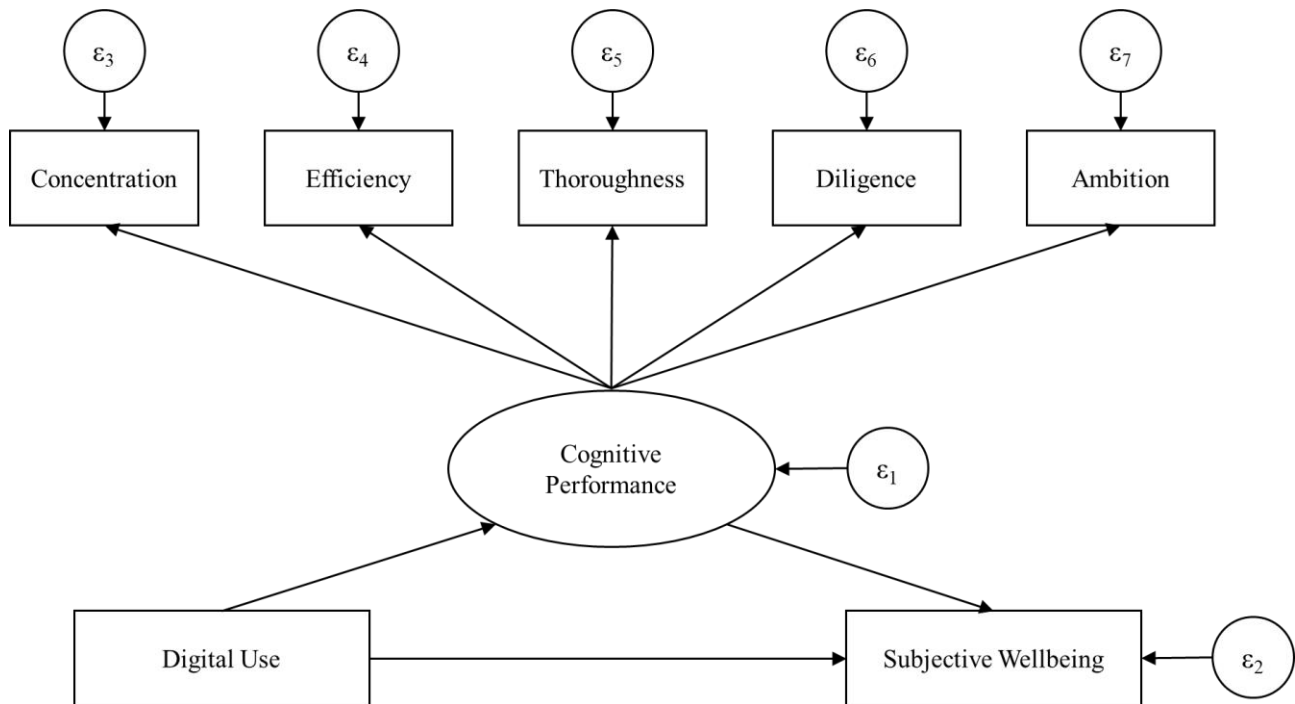 ε3
ε4
ε5
ε6
ε7
Concentration
Efficiency
Thoroughness
Diligence
Ambition
Cognitive
Performance
ε1
Digital Use
Subjective Wellbeing
ε2